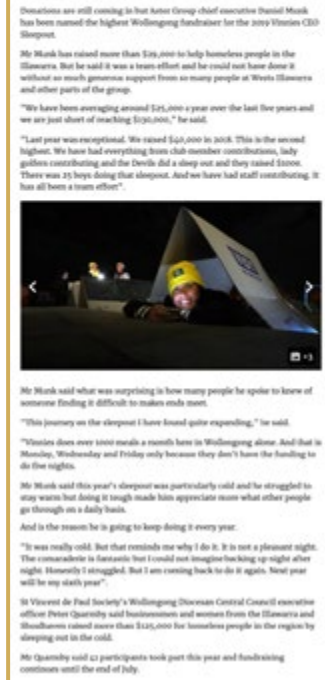 Donations are still coming in but Aster Group chief executive Daniel Munk
has been named the highest Wollongong fundraiser for the 2019 Vinnies CEO
Sleepout.
Mr Munk has raised more than $29,000 to help homeless people in the
Illawarra. But he said it was a team effort and he could not have done it
without so much generous support from so many people at Wests Illawarra
and other parts of the group.
"We have been averaging around $25,000 a year over the last five years and
we are just short of reaching $130,000," he said.
"Last year was exceptional. We raised $40,000 in 2018. This is the second
highest. We have had everything from club member contributions, lady
golfers contributing and the Devils did a sleep out and they raised $1000.
There was 25 boys doing that sleepout. And we have had staff contributing. It
has all been a team effort".
+3
Mr Munk said what was surprising is how many people he spoke to knew of
someone finding it difficult to makes ends meet.
"This journey on the sleepout I have found quite expanding," he said.
"Vinnies does over 1000 meals a month here in Wollongong alone. And that is
Monday, Wednesday and Friday only because they don't have the funding to
do five nights.
Mr Munk said this year's sleepout was particularly cold and he struggled to
stay warm but doing it tough made him appreciate more what other people
go through on a daily basis.
And is the reason he is going to keep doing it every year.
"It was really cold. But that reminds me why I do it. It is not a pleasant night.
The comaraderie is fantastic but I could not imagine backing up night after
night. Honestly I struggled. But I am coming back to do it again. Next year
will be my sixth year".
St Vincent de Paul Society's Wollongong Diocesan Central Council executive
officer Peter Quarmby said businessmen and women from the Illawarra and
Shoalhaven raised more than $125,000 for homeless people in the region by
sleeping out in the cold.
Mr Quarmby said 42 participants took part this year and fundraising
continues until the end of July.